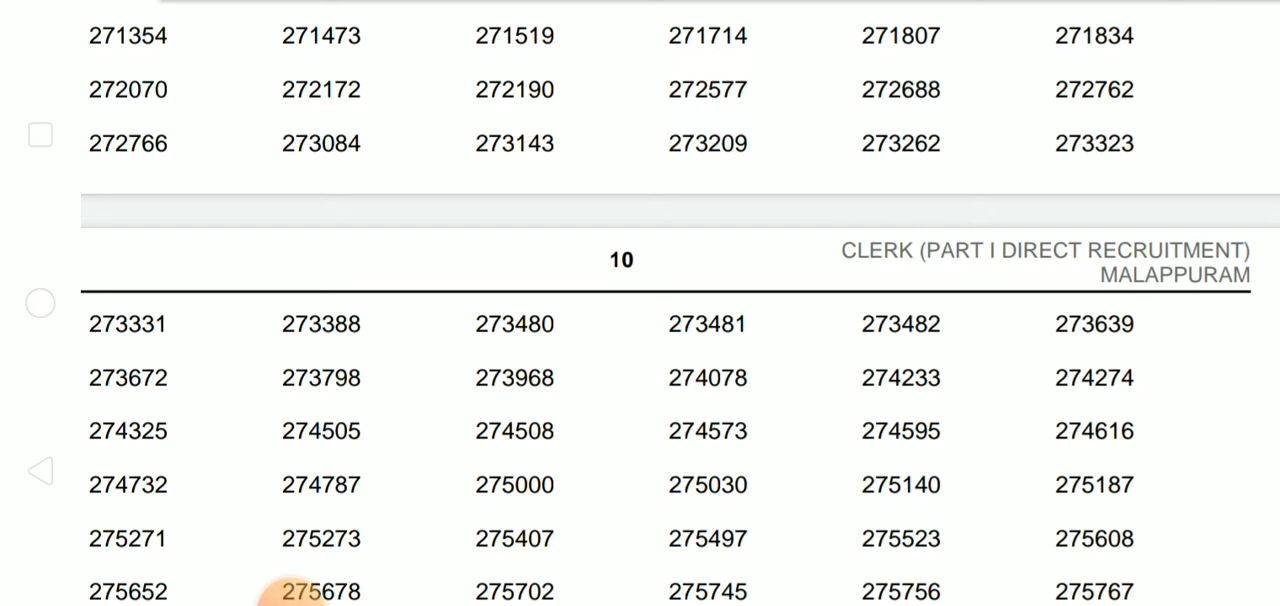 271354 271473 271519 271714 271807 271834
272070 272172 272190 272577 272688 272762
272766 273084 273143 273209 273262 273323
10
CLERK (PART I DIRECT RECRUITMENT)
MALAPPURAM
273331 273388 273480 273481 273482 273639
273672 273798 273968 274078 274233 274274
274325 274505 274508 274573 274595 274616
274732 274787 275000 275030 275140 275187
275271 275273 275407 275497 275523 275608
275652 275678 275702 275745 275756 275767